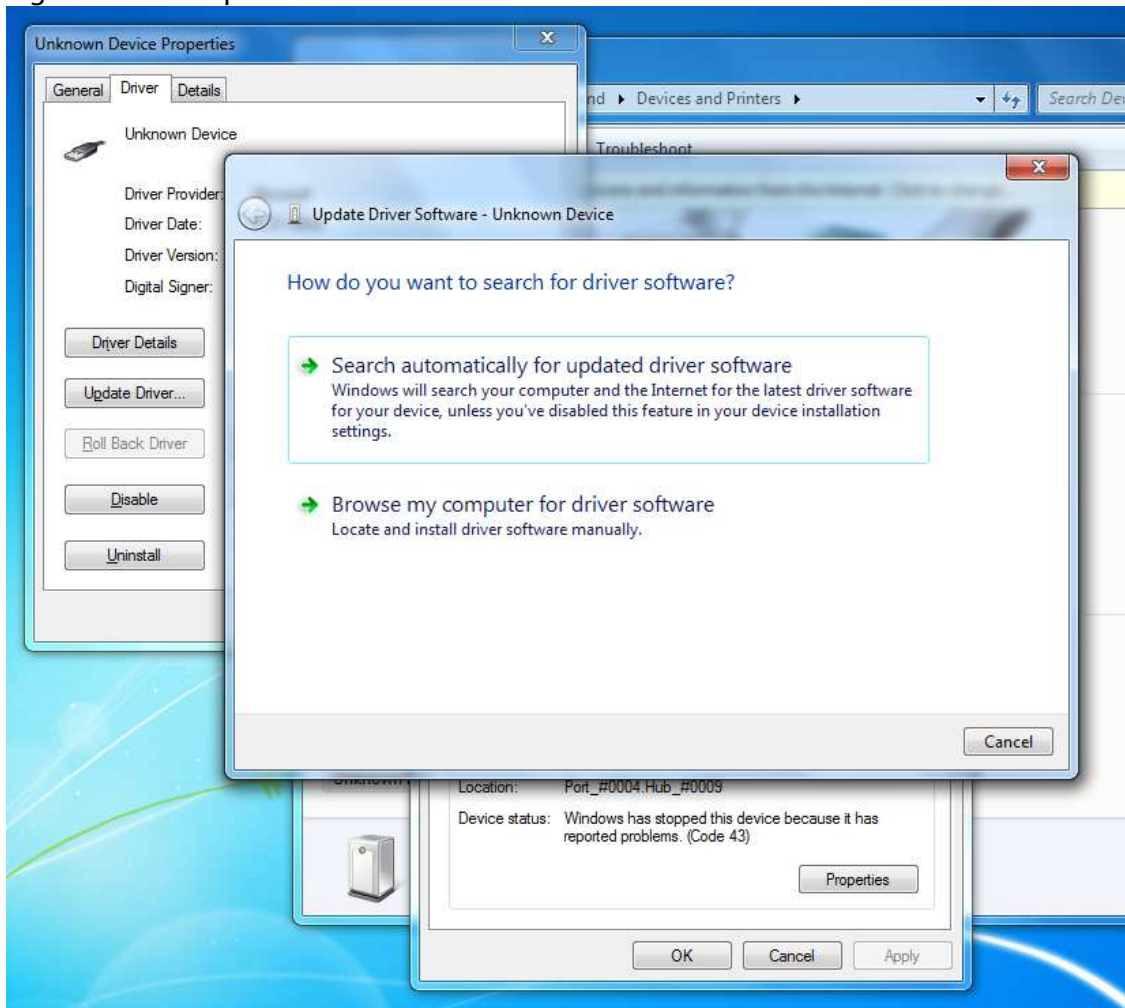 Unknown Device Properties
General Driver Details
Unknown Device
Driver Provider:
Driver Date:
Driver Version:
Digital Signer:
Driver Details
Update Driver...
Roll Back Driver
Disable
Uninstall
nd ▸ Devices and Printers ▸
Search Dev
Troubleshoot
Update Driver Software - Unknown Device
How do you want to search for driver software?
Search automatically for updated driver software
Windows will search your computer and the Internet for the latest driver software
for your device, unless you've disabled this feature in your device installation
settings.
Browse my computer for driver software
Locate and install driver software manually.
Cancel
Location: Port_#0004.Hub_#0009
Device status: Windows has stopped this device because it has
reported problems. (Code 43)
Properties
OK Cancel Apply